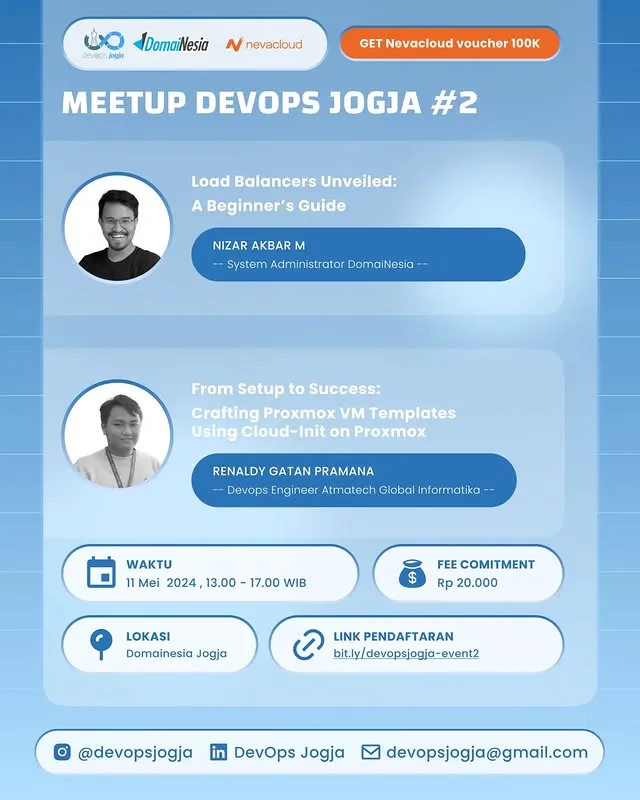 devops jogja
DomaiNesia
nevacloud
GET Nevacloud voucher 100K
MEETUP DEVOPS JOGJA #2
Load Balancers Unveiled:
A Beginner's Guide
NIZAR AKBAR M
-- System Administrator DomaiNesia --
From Setup to Success:
Crafting Proxmox VM Templates
Using Cloud-Init on Proxmox
RENALDY GATAN PRAMANA
-- Devops Engineer Atmatech Global Informatika --
WAKTU
11 Mei 2024 , 13.00 - 17.00 WIB
FEE COMITMENT
Rp 20.000
LOKASI
Domainesia Jogja
LINK PENDAFTARAN
bit.ly/devopsjogja-event2
@devopsjogja
DevOps Jogja
devopsjogja@gmail.com